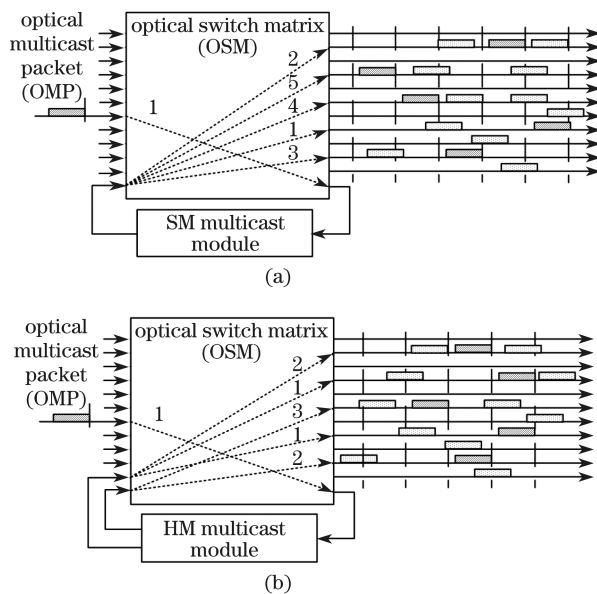 optical
multicast
packet
(OMP)
optical switch matrix
(OSM)
1
2
5
4
1
3
SM multicast
module
(a)
optical
multicast
packet
(OMP)
optical switch matrix
(OSM)
1
2
1
3
1
2
HM multicast
module
(b)